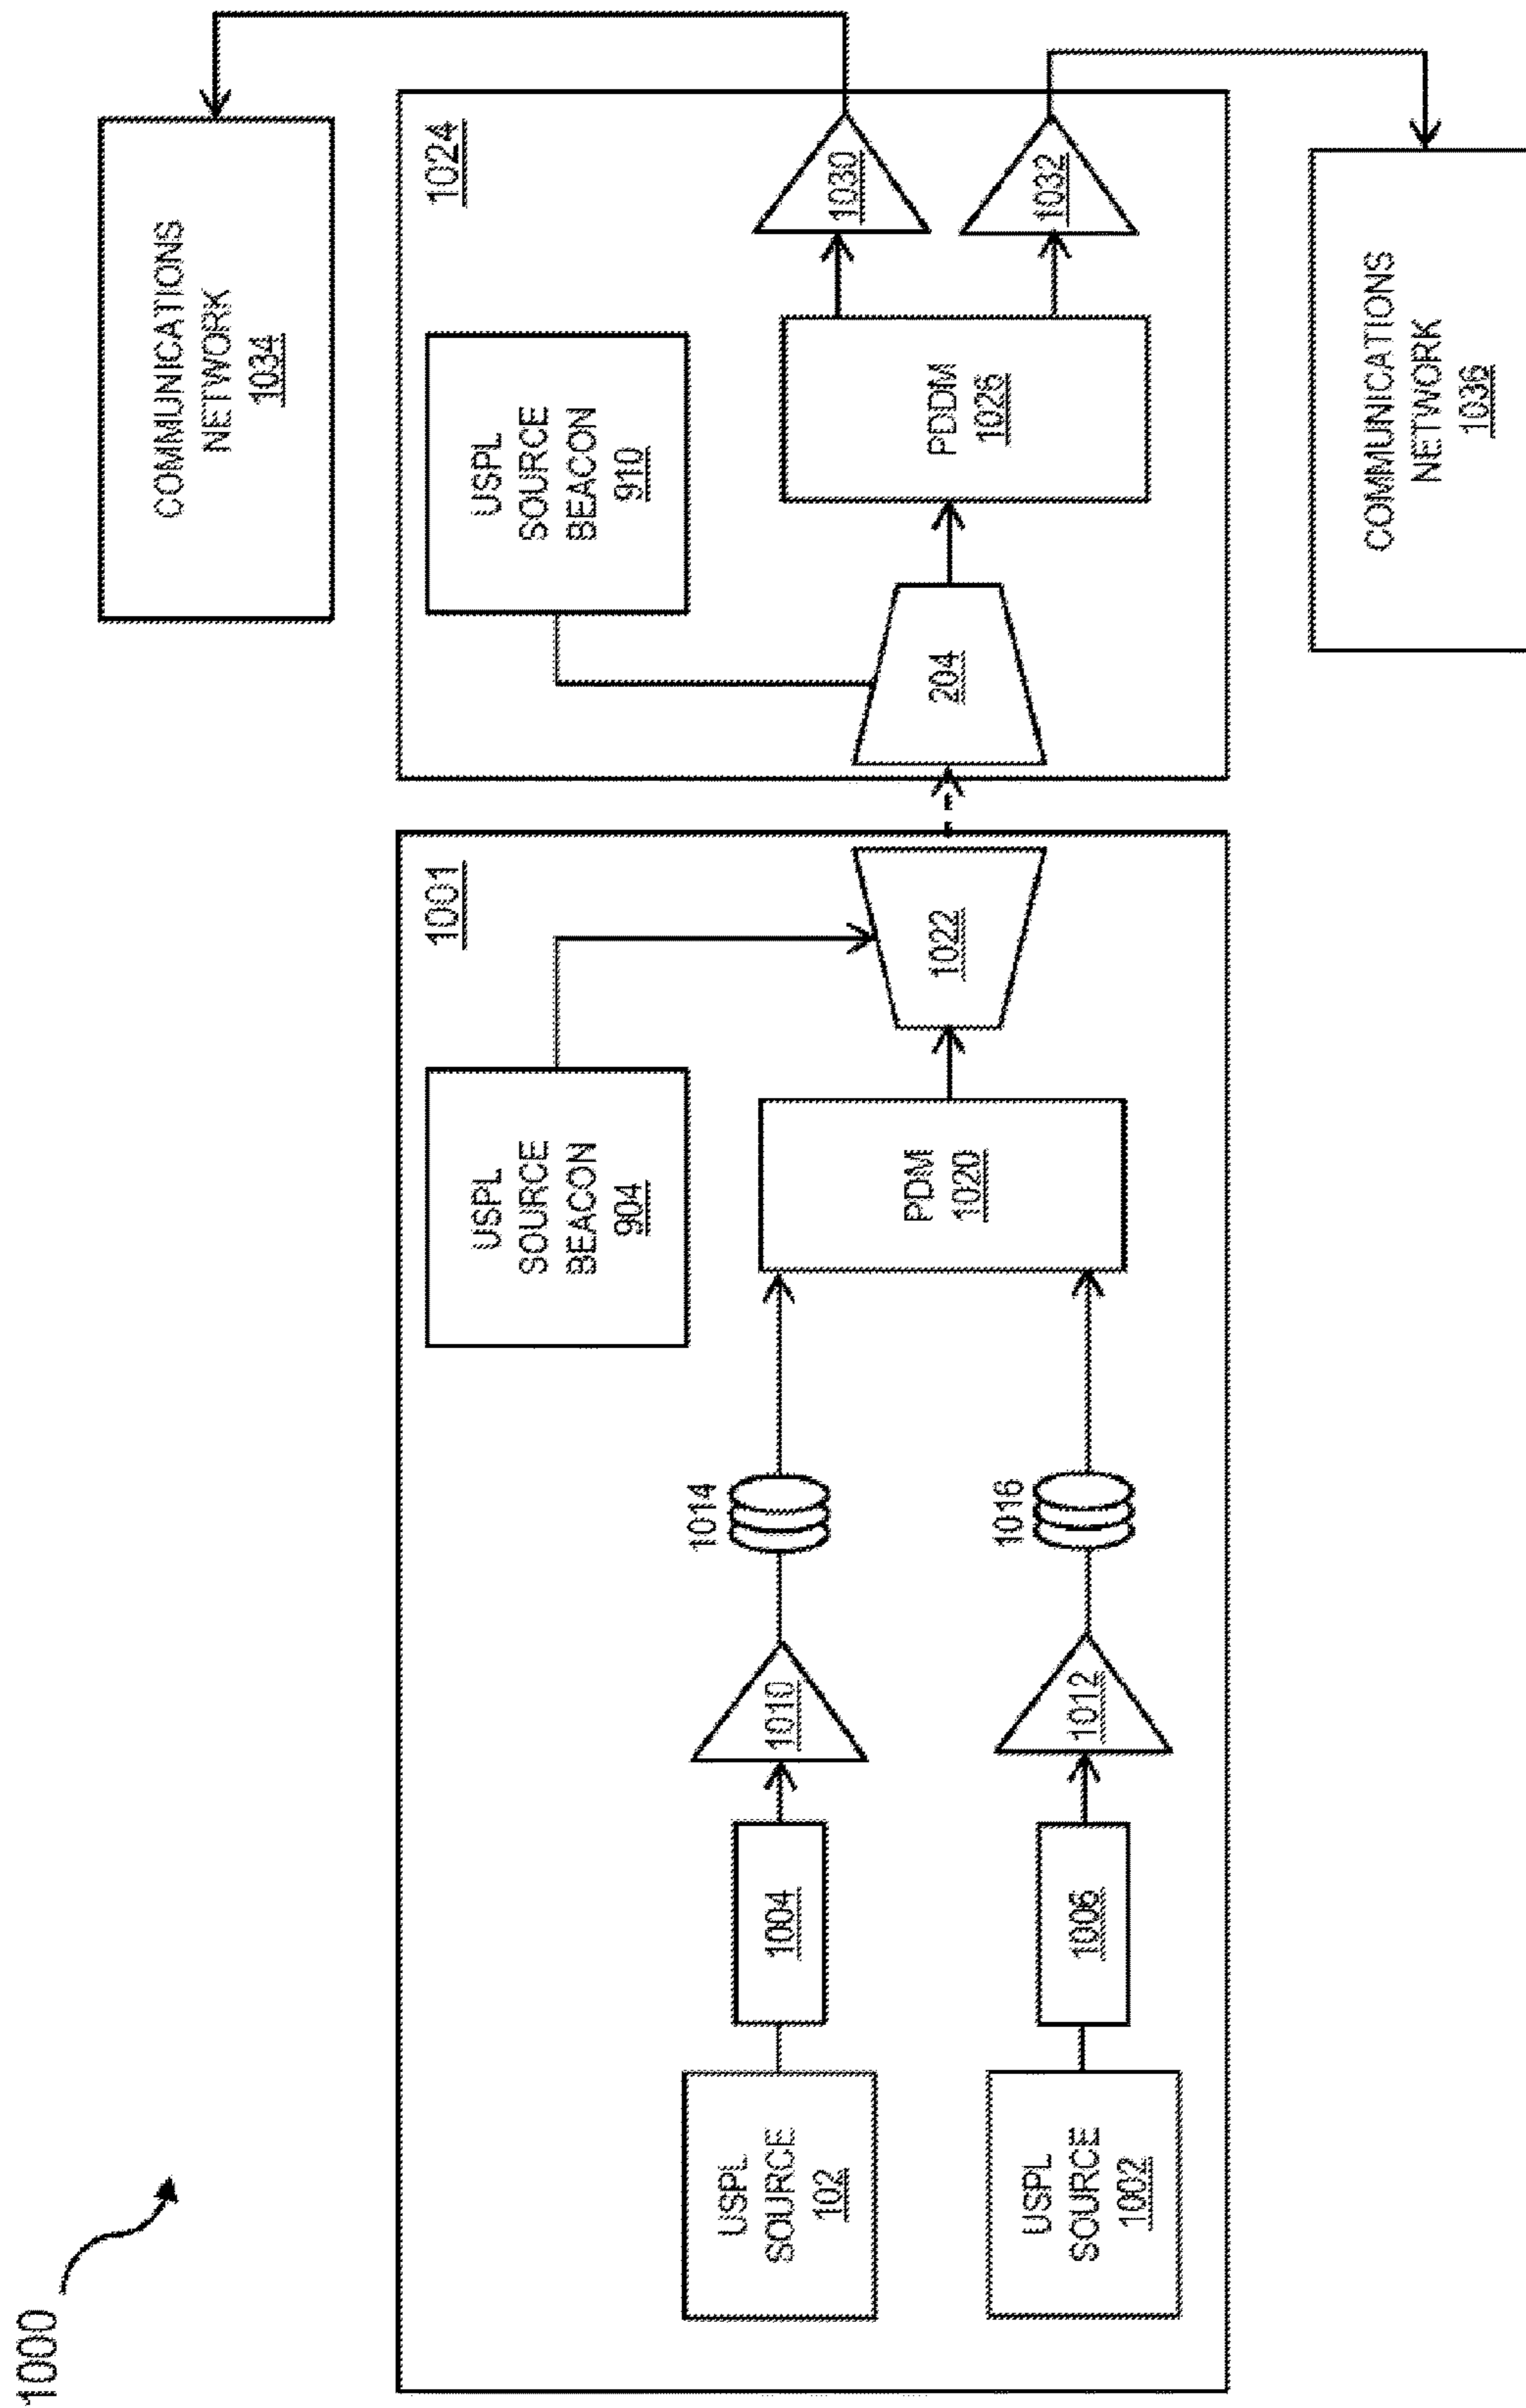 1000
1001
USPL
SOURCE
102
1004
1010
1014
USPL
SOURCE
1002
1006
1012
1016
USPL
SOURCE
BEACON
904
PDM
1020
1022
1024
USPL
SOURCE
BEACON
910
204
PDDM
1026
1030
1032
COMMUNICATIONS
NETWORK
1034
COMMUNICATIONS
NETWORK
1036